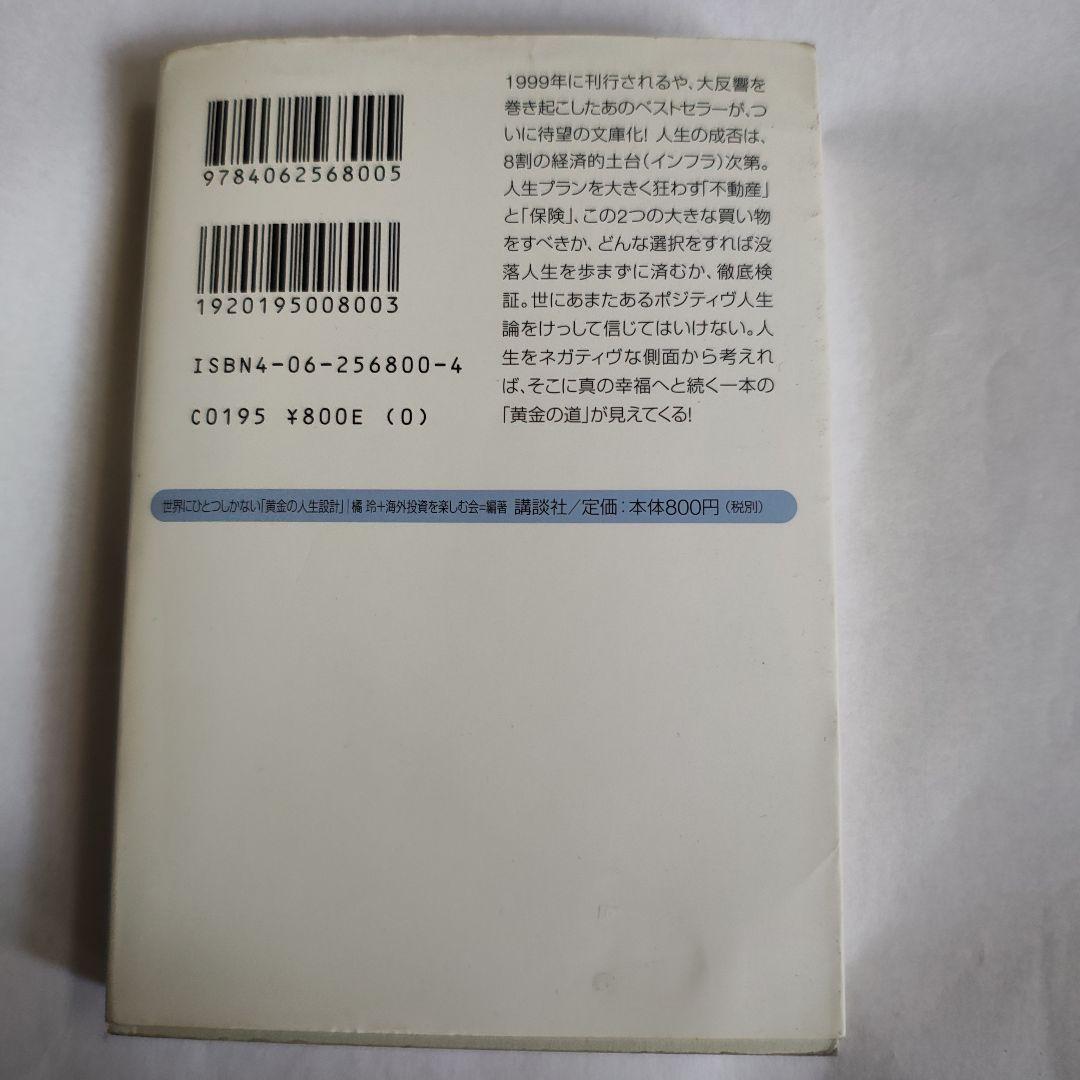 9784062568005
1920195008003
ISBN4-06-256800-4
C0195 ¥800E (0)
1999年に刊行されるや、大反響を
巻き起こしたあのベストセラーが、つ
いに待望の文庫化! 人生の成否は、
8割の経済的土台(インフラ)次第。
人生プランを大きく狂わす「不動産」
と「保険」、この2つの大きな買い物
をすべきか、どんな選択をすれば没
落人生を歩まずに済むか、徹底検
証。世にあまたあるポジティヴ人生
論をけっして信じてはいけない。人
生をネガティヴな側面から考えれ
ば、そこに真の幸福へと続く一本の
「黄金の道」が見えてくる!
世界にひとつしかない「黄金の人生設計」|橘 玲+海外投資を楽しむ会=編著 講談社/定価:本体800円(税別)